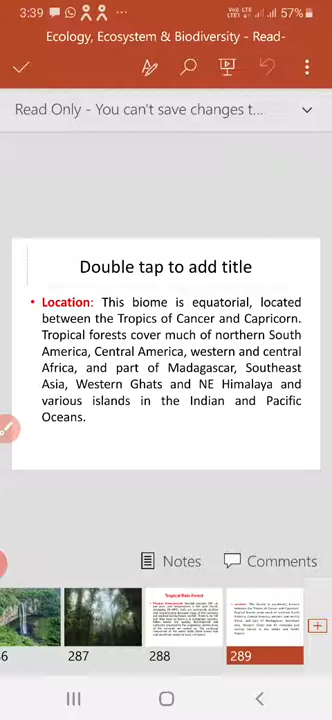 3:39 ... Vo)) LTE LTE1 57%
Ecology, Ecosystem & Biodiversity - Read-
Read Only - You can't save changes t...
Double tap to add title
• Location: This biome is equatorial, located
between the Tropics of Cancer and Capricorn.
Tropical forests cover much of northern South
America, Central America, western and central
Africa, and part of Madagascar, Southeast
Asia, Western Ghats and NE Himalaya and
various islands in the Indian and Pacific
Oceans.
Notes Comments
Tropical Rain Forest
287 288 289